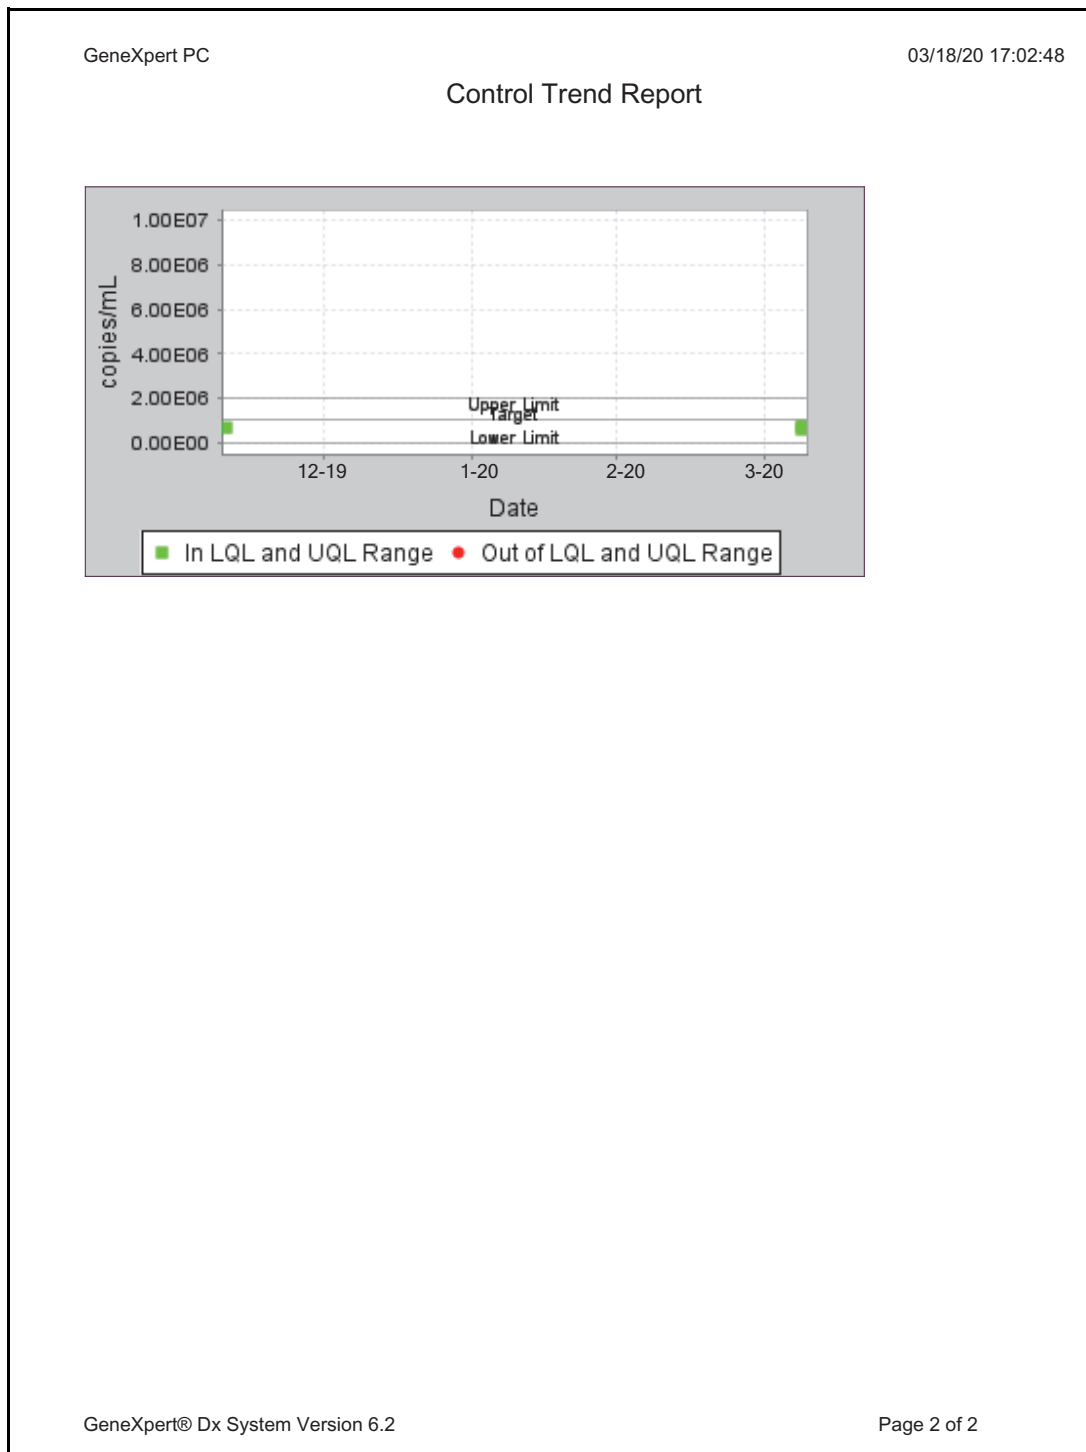 GeneXpert PC 03/18/20 17:02:48
Control Trend Report
copies/mL
1.00E07
8.00E06
6.00E06
4.00E06
2.00E06
0.00E00
Upper Limit
Target
Lower Limit
12-19 1-20 2-20 3-20
Date
In LQL and UQL Range Out of LQL and UQL Range
GeneXpert® Dx System Version 6.2 Page 2 of 2